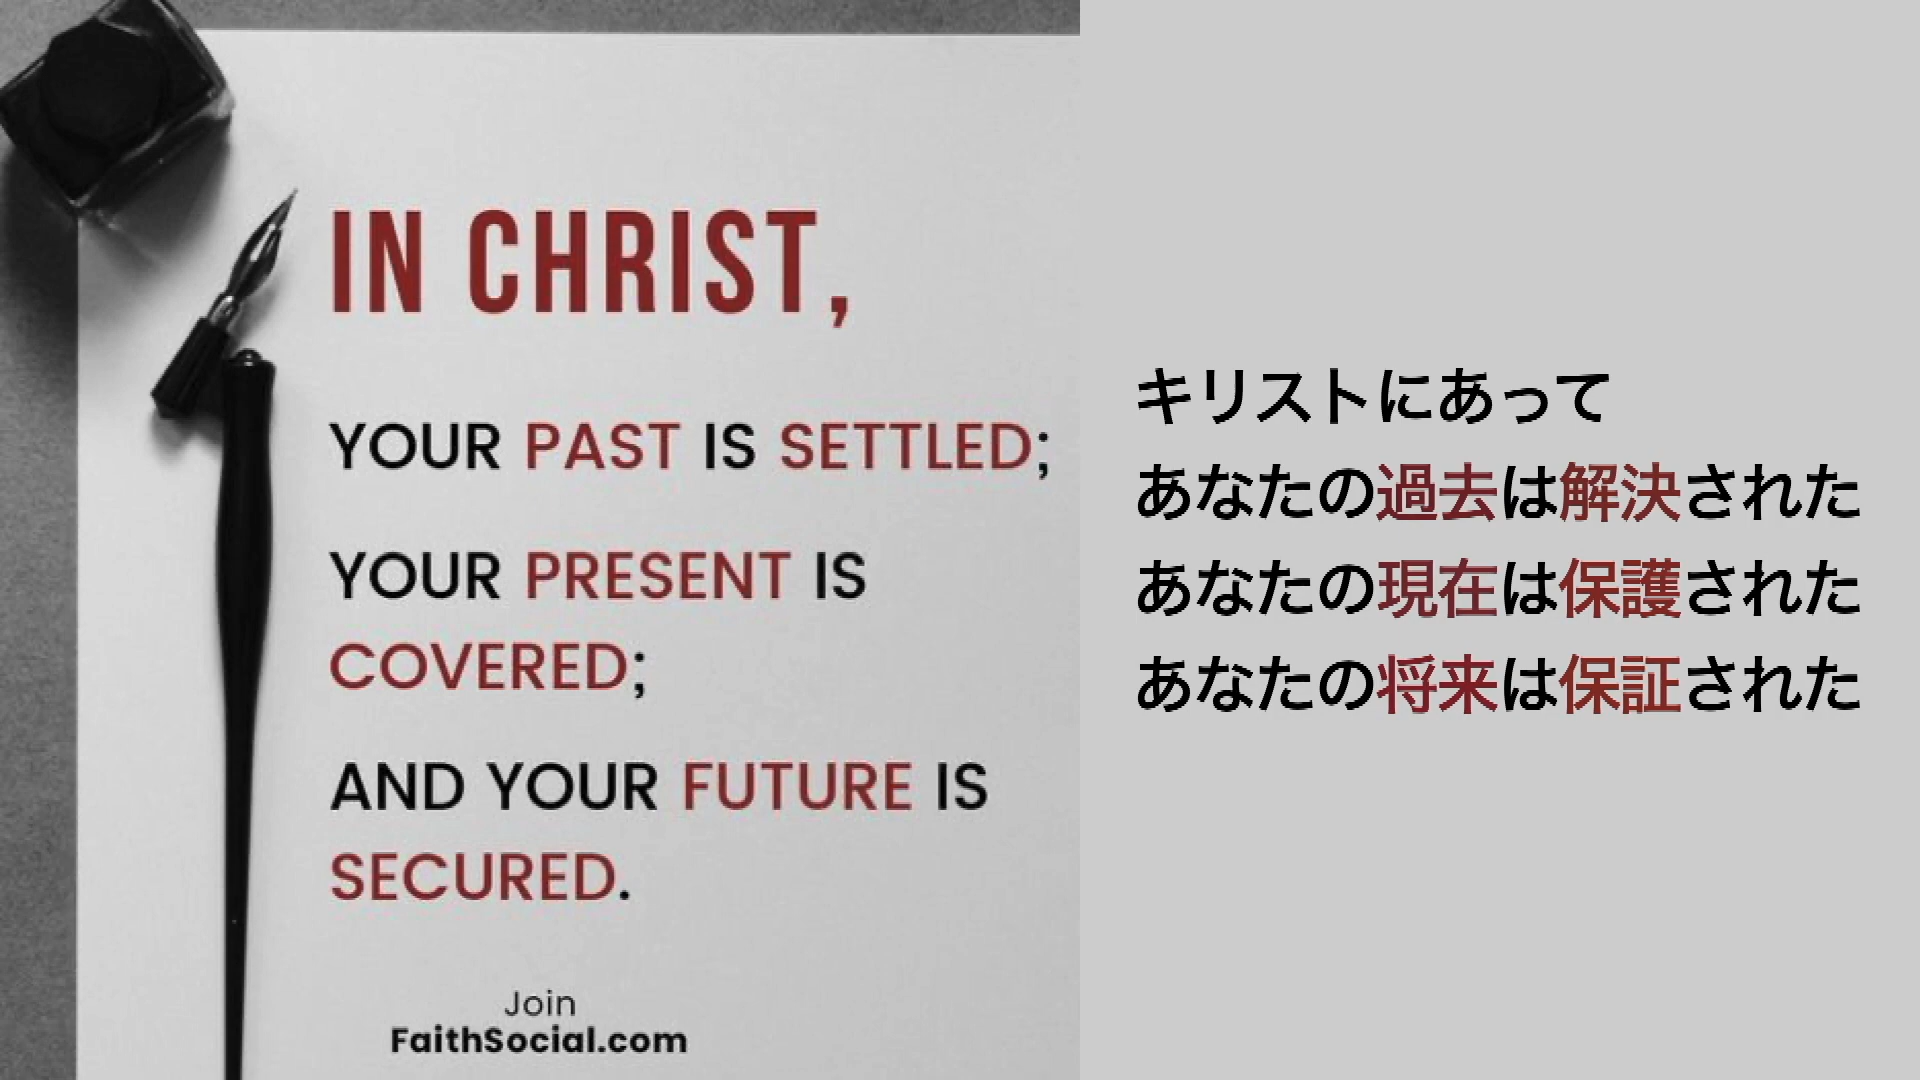 IN CHRIST,
YOUR PAST IS SETTLED;
YOUR PRESENT IS
COVERED;
AND YOUR FUTURE IS
SECURED.
Join
FaithSocial.com
キリストにあって
あなたの過去は解決された
あなたの現在は保護された
あなたの将来は保証された